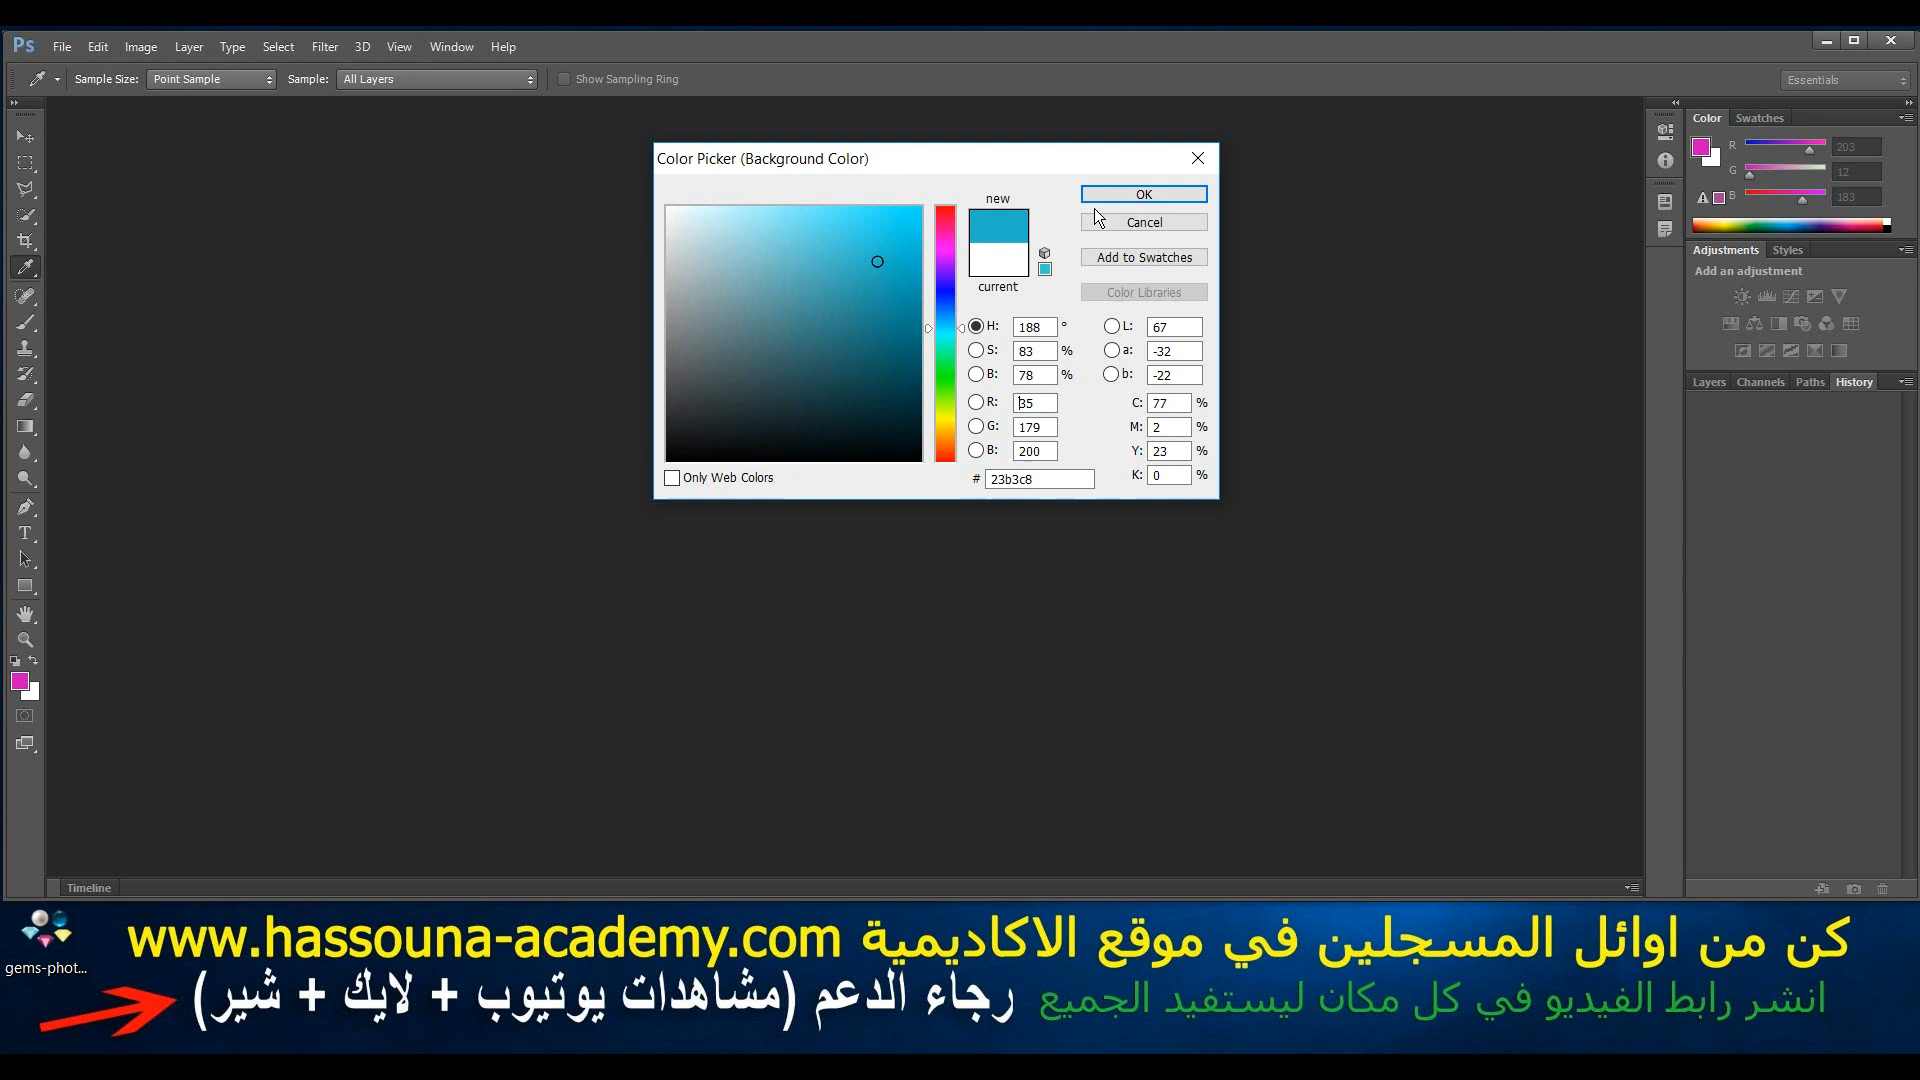 Ps File Edit Image Layer Type Select Filter 3D View Window Help
Sample Size: Point Sample Sample: All Layers Show Sampling Ring Essentials
Color Swatches
R 203
G 12
B 183
Adjustments Styles
Add an adjustment
Layers Channels Paths History
Color Picker (Background Color)
new
current
OK
Cancel
Add to Swatches
Color Libraries
H: 188 ° L: 67
S: 83 % a: -32
B: 78 % b: -22
R: 35 C: 77 %
G: 179 M: 2 %
B: 200 Y: 23 %
# 23b3c8 K: 0 %
Only Web Colors
T
Timeline
كن من اوائل المسجلين في موقع الاكاديمية www.hassouna-academy.com
gems-phot...
انشر رابط الفيديو في كل مكان ليستفيد الجميع رجاء الدعم (مشاهدات يوتيوب + لايك + شير)